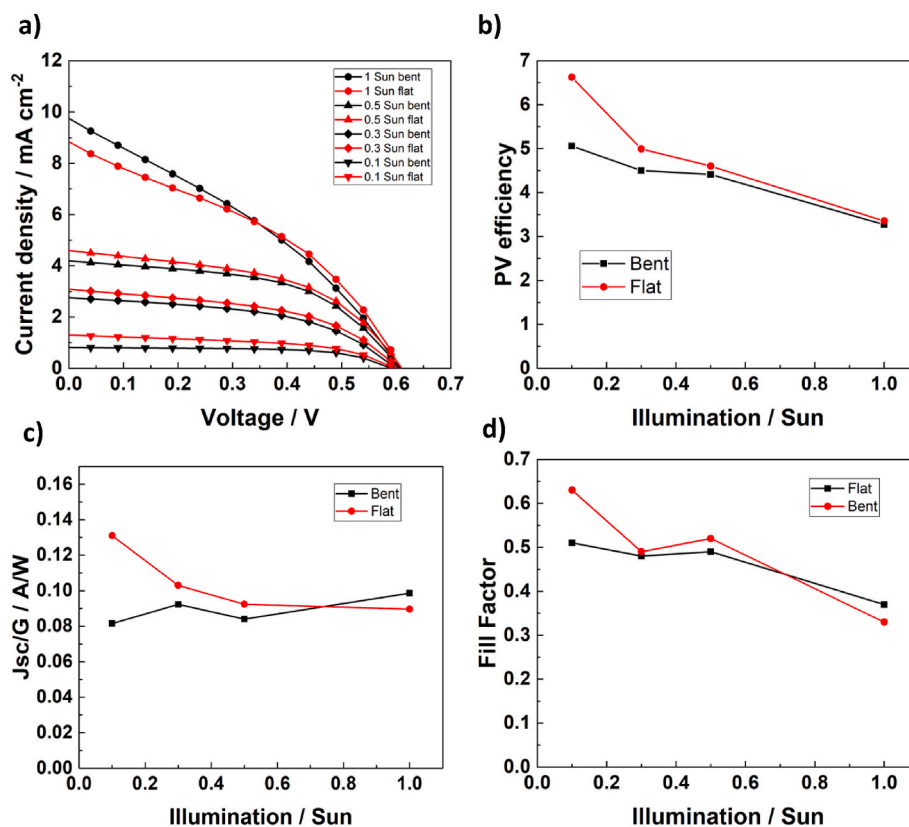 a)
12
10
8
6
4
2
0
0.0 0.1 0.2 0.3 0.4 0.5 0.6 0.7
Current density / mA cm⁻²
Voltage / V
1 Sun bent
1 Sun flat
0.5 Sun bent
0.5 Sun flat
0.3 Sun bent
0.3 Sun flat
0.1 Sun bent
0.1 Sun flat
b)
7
6
5
4
3
2
1
0
0.0 0.2 0.4 0.6 0.8 1.0
PV efficiency
Illumination / Sun
Bent
Flat
c)
0.16
0.14
0.12
0.10
0.08
0.06
0.04
0.02
0.00
0.0 0.2 0.4 0.6 0.8 1.0
Jsc/G / A/W
Illumination / Sun
Bent
Flat
d)
0.7
0.6
0.5
0.4
0.3
0.2
0.1
0.0
0.0 0.2 0.4 0.6 0.8 1.0
Fill Factor
Illumination / Sun
Flat
Bent